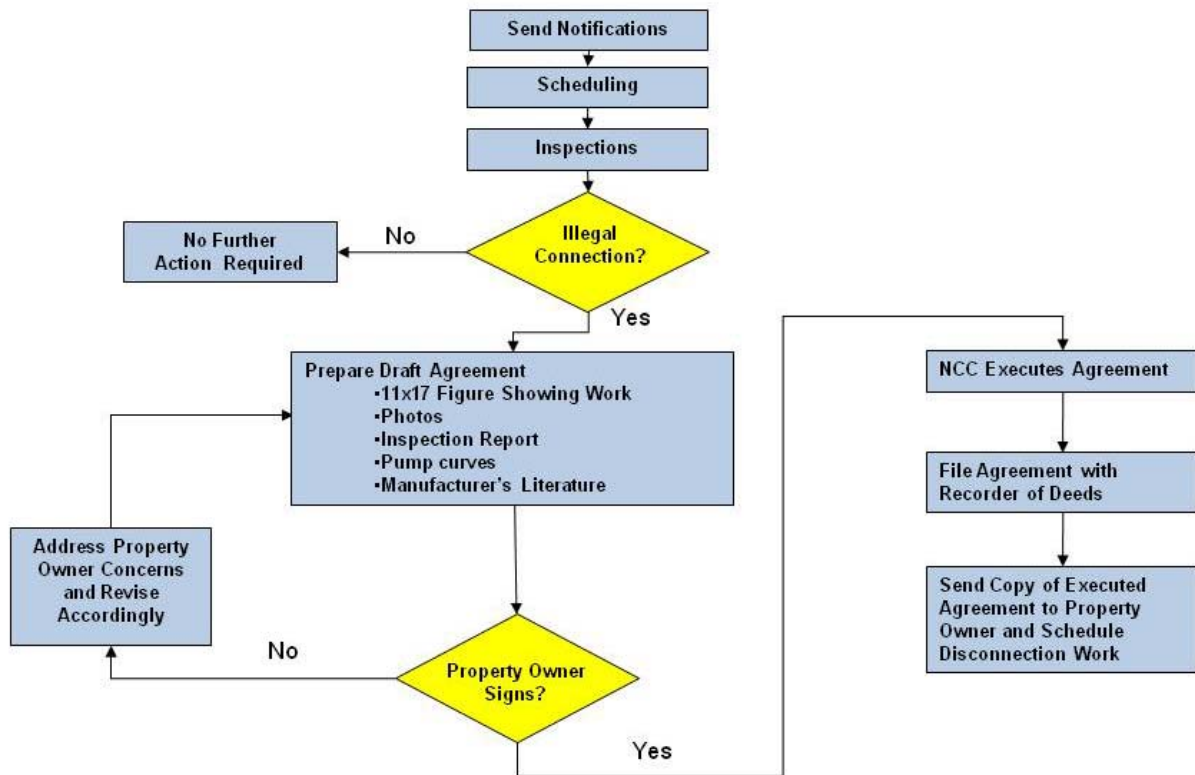 Send Notifications
Scheduling
Inspections
Illegal
Connection?
No
No Further
Action Required
Yes
Prepare Draft Agreement
▪11x17 Figure Showing Work
▪Photos
▪Inspection Report
▪Pump curves
▪Manufacturer's Literature
Address Property
Owner Concerns
and Revise
Accordingly
No
Property Owner
Signs?
Yes
NCC Executes Agreement
File Agreement with
Recorder of Deeds
Send Copy of Executed
Agreement to Property
Owner and Schedule
Disconnection Work